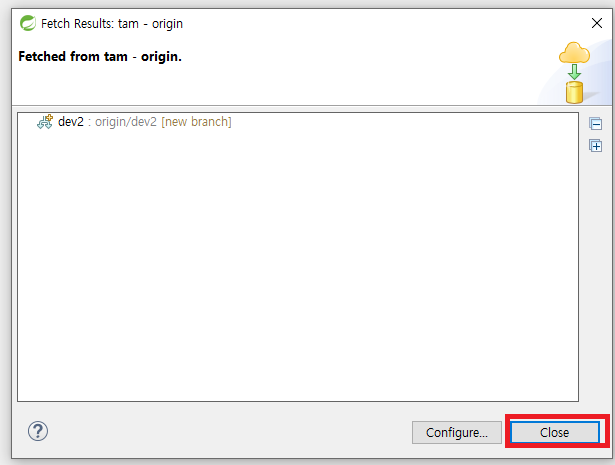 Fetch Results: tam - origin
Fetched from tam - origin.
dev2 : origin/dev2 [new branch]
Configure...
Close